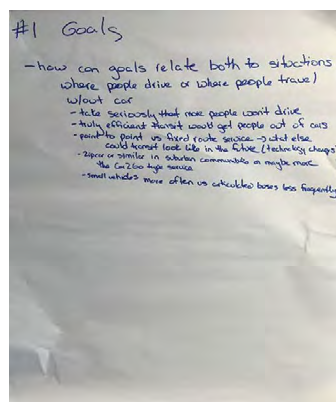 #1 Goals
- how can goals relate both to situations
where people drive or where people travel
w/out car
- take seriously that more people won't drive
- truly efficient transit would get people out of cars
- point to point vs fixed route service → what else
could transit look like in the future (technology changes)
- zipcar or similar in suburban communities or maybe more
the Car2Go type service
- small vehicles more often vs articulated buses less frequently